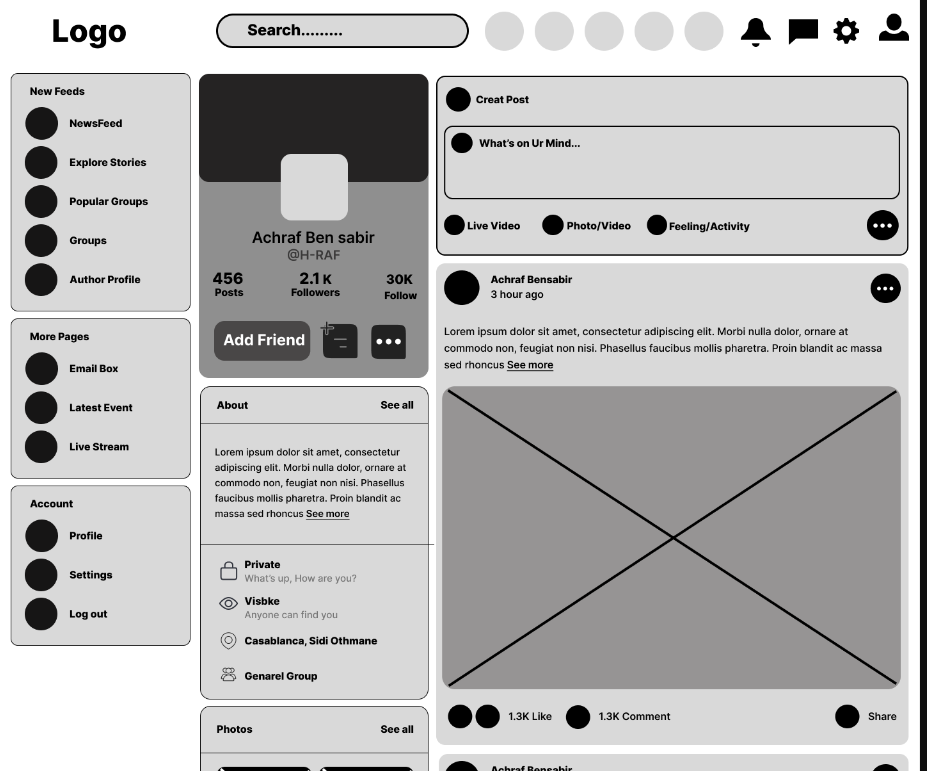 Logo
Search.........
New Feeds
NewsFeed
Explore Stories
Popular Groups
Groups
Author Profile
More Pages
Email Box
Latest Event
Live Stream
Account
Profile
Settings
Log out
Achraf Ben sabir
@H-RAF
456
Posts
2.1 K
Followers
30K
Follow
Add Friend
About
See all
Lorem ipsum dolor sit amet, consectetur
adipiscing elit. Morbi nulla dolor, ornare at
commodo non, feugiat non nisi. Phasellus
faucibus mollis pharetra. Proin blandit ac
massa sed rhoncus See more
Private
What's up, How are you?
Visbke
Anyone can find you
Casablanca, Sidi Othmane
Genarel Group
Photos
See all
Creat Post
What's on Ur Mind...
Live Video
Photo/Video
Feeling/Activity
Achraf Bensabir
3 hour ago
Lorem ipsum dolor sit amet, consectetur adipiscing elit. Morbi nulla dolor, ornare at
commodo non, feugiat non nisi. Phasellus faucibus mollis pharetra. Proin blandit ac massa
sed rhoncus See more
1.3K Like
1.3K Comment
Share
Achraf Bensabir